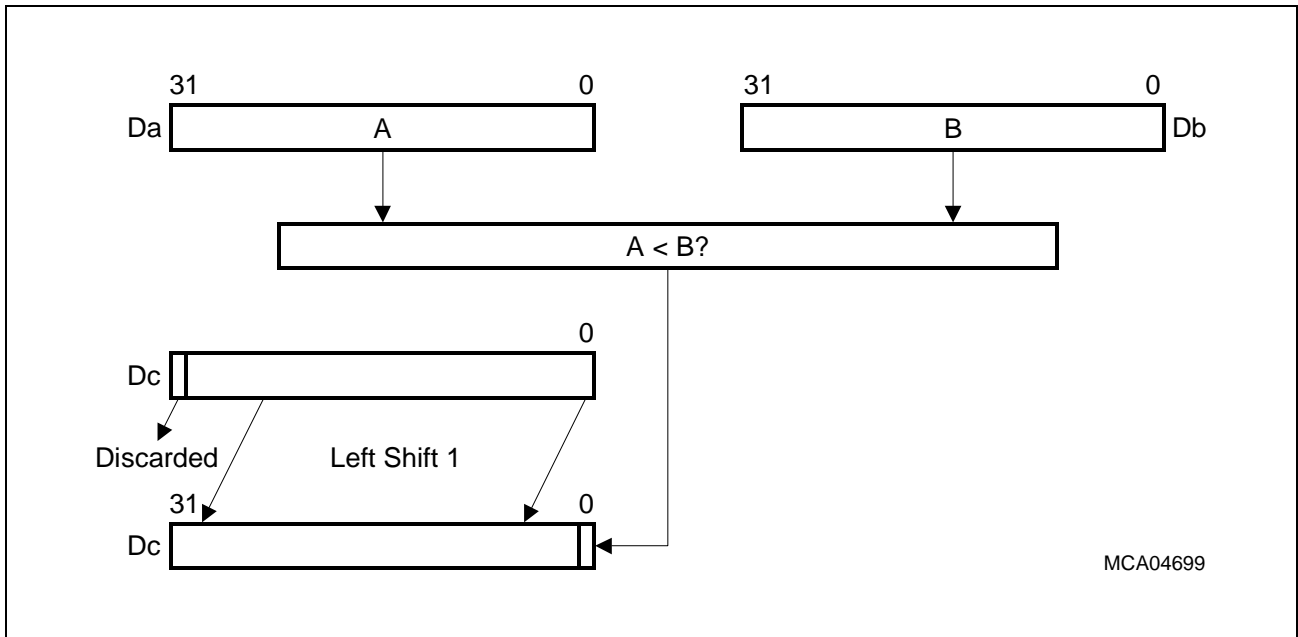 31 0 31 0
Da A B Db
A < B?
0
Dc
Discarded Left Shift 1
31 0
Dc
MCA04699